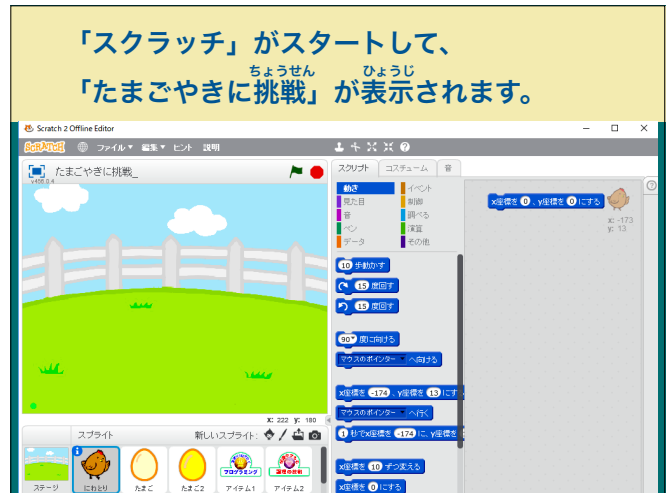 「スクラッチ」がスタートして、
ちょうせん ひょうじ
「たまごやきに挑戦」が表示されます。
Scratch 2 Offline Editor
SCRATCH ファイル▼ 編集▼ ヒント 説明
たまごやきに挑戦_
v456.0.4
スクリプト コスチューム 音
動き イベント
見た目 制御
音 調べる
ペン 演算
データ その他
10 歩動かす
15 度回す
15 度回す
90▼ 度に向ける
マウスのポインター へ向ける
x座標を -174 、y座標を 13 にす
マウスのポインター へ行く
1 秒でx座標を -174 に、y座標を
x座標を 10 ずつ変える
x座標を 0 にする
x座標を 0 、y座標を 0 にする
x: -173
y: 13
x: 222 y: 180
スプライト 新しいスプライト:
ステージ にわとり たまご たまご2 アイテム1 アイテム2
プログラミング